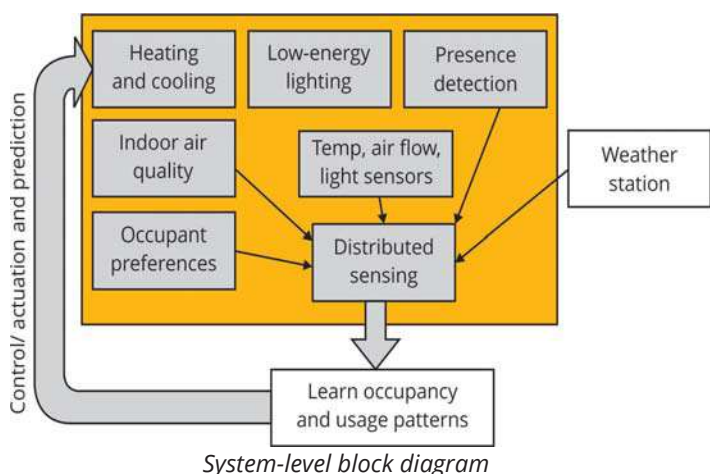 Heating
and cooling
Low-energy
lighting
Presence
detection
Indoor air
quality
Temp, air flow,
light sensors
Weather
station
Occupant
preferences
Distributed
sensing
Control/ actuation and prediction
Learn occupancy
and usage patterns
System-level block diagram